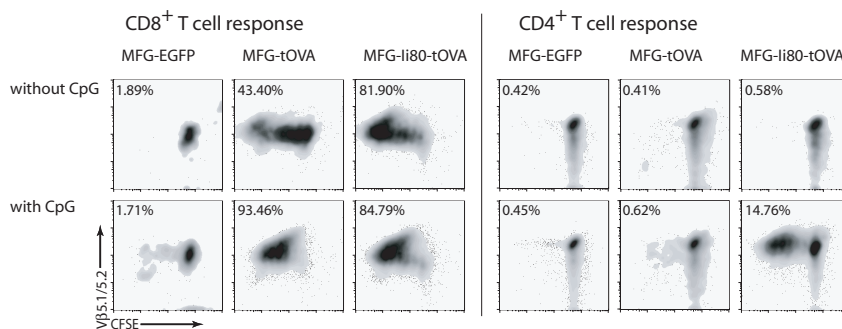 CD8+ T cell response CD4+ T cell response
MFG-EGFP MFG-tOVA MFG-Ii80-tOVA MFG-EGFP MFG-tOVA MFG-Ii80-tOVA
without CpG 1.89% 43.40% 81.90% 0.42% 0.41% 0.58%
with CpG 1.71% 93.46% 84.79% 0.45% 0.62% 14.76%
Vβ5.1/5.2
CFSE